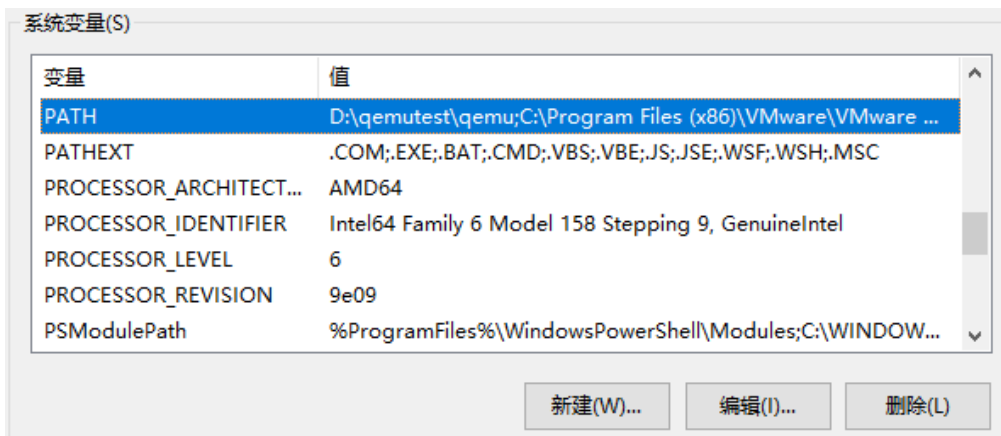 系统变量(S)
变量 值
PATH D:\qemutest\qemu;C:\Program Files (x86)\VMware\VMware ...
PATHEXT .COM;.EXE;.BAT;.CMD;.VBS;.VBE;.JS;.JSE;.WSF;.WSH;.MSC
PROCESSOR_ARCHITECT... AMD64
PROCESSOR_IDENTIFIER Intel64 Family 6 Model 158 Stepping 9, GenuineIntel
PROCESSOR_LEVEL 6
PROCESSOR_REVISION 9e09
PSModulePath %ProgramFiles%\WindowsPowerShell\Modules;C:\WINDOW...
新建(W)... 编辑(I)... 删除(L)